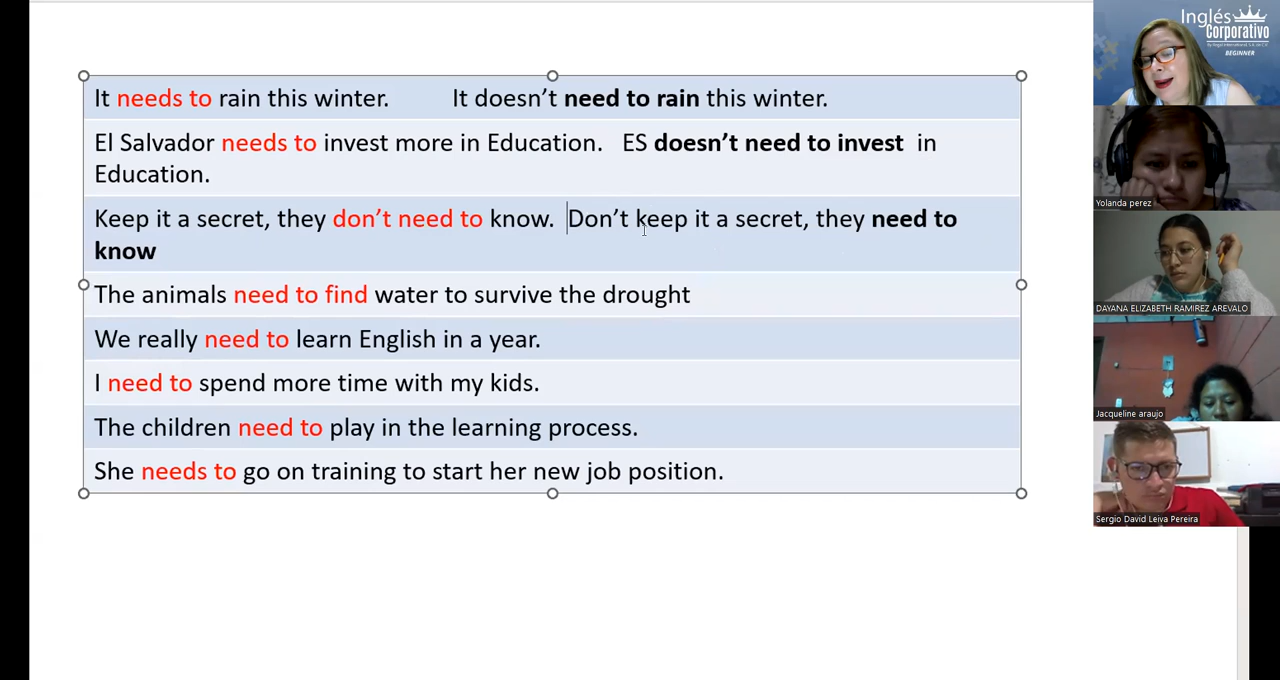 It needs to rain this winter. It doesn’t need to rain this winter.
El Salvador needs to invest more in Education. ES doesn’t need to invest in
Education.
Keep it a secret, they don’t need to know. Don’t keep it a secret, they need to
know
The animals need to find water to survive the drought
We really need to learn English in a year.
I need to spend more time with my kids.
The children need to play in the learning process.
She needs to go on training to start her new job position.
Inglés
Corporativo
BEGINNER
Yolanda perez
DAYANA ELIZABETH RAMIREZ AREVALO
Jacqueline araujo
Sergio David Leiva Pereira